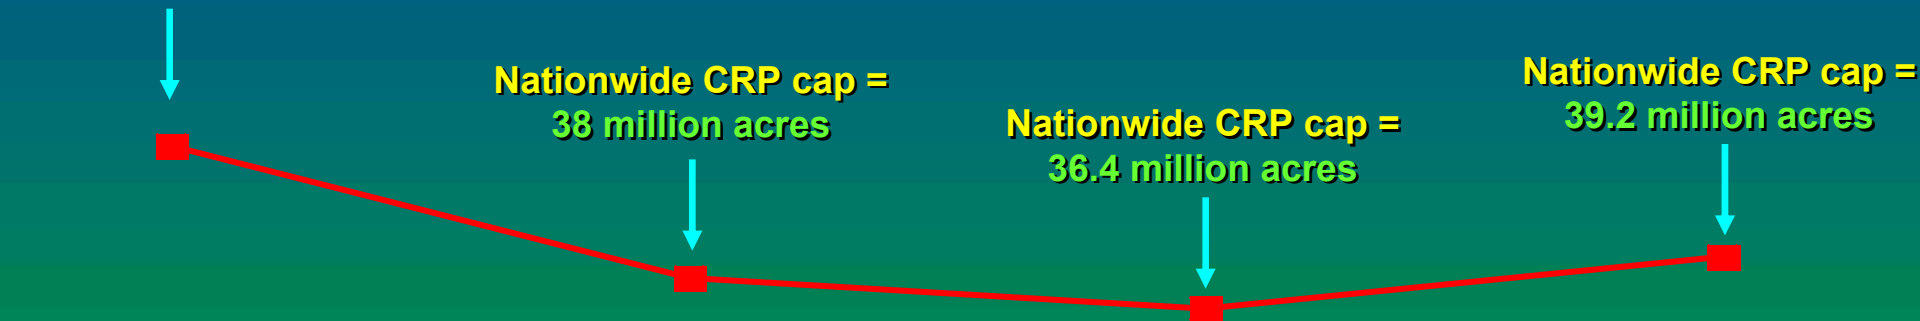 Nationwide CRP cap =
38 million acres
Nationwide CRP cap =
36.4 million acres
Nationwide CRP cap =
39.2 million acres